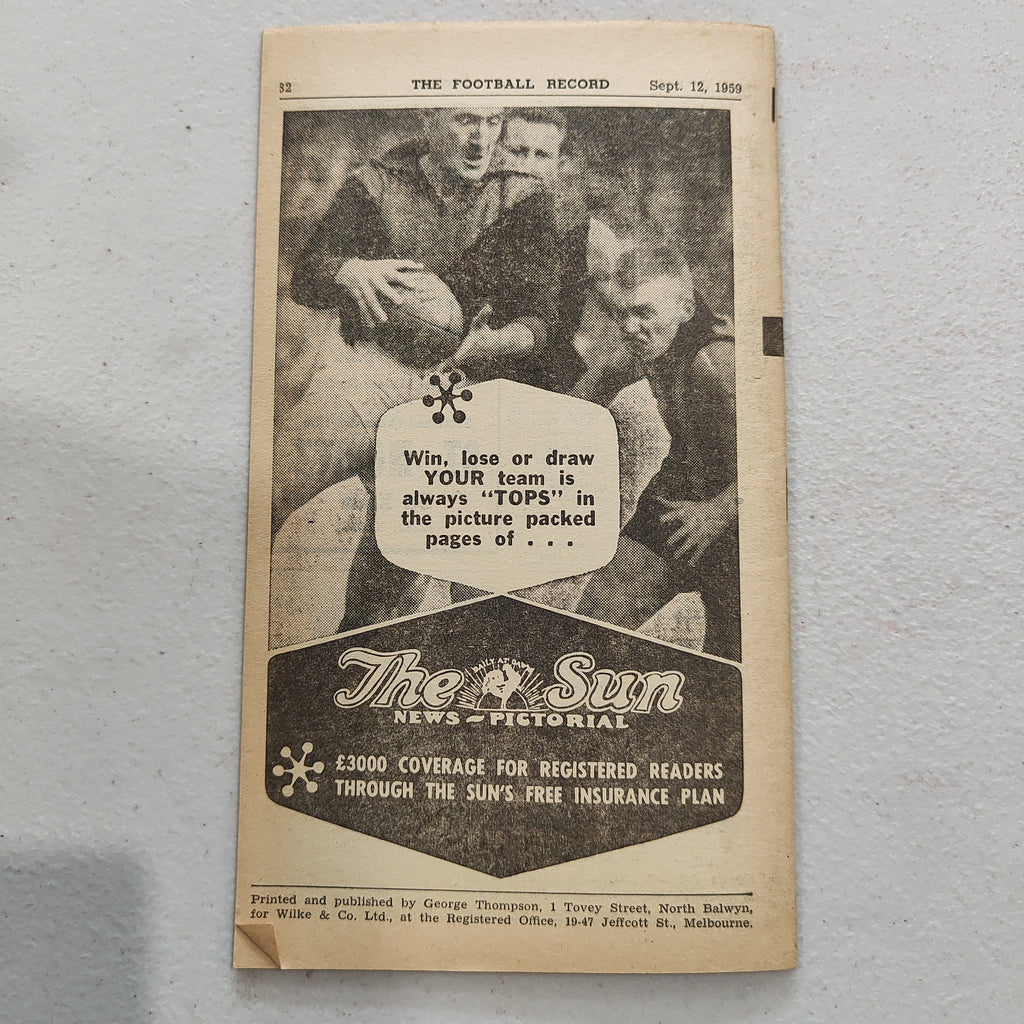 32 THE FOOTBALL RECORD Sept. 12, 1959
Win, lose or draw
YOUR team is
always "TOPS" in
the picture packed
pages of . . .
DAILY AT DAWN
The Sun
NEWS - PICTORIAL
£3000 COVERAGE FOR REGISTERED READERS
THROUGH THE SUN'S FREE INSURANCE PLAN
Printed and published by George Thompson, 1 Tovey Street, North Balwyn,
for Wilke & Co. Ltd., at the Registered Office, 19-47 Jeffcott St., Melbourne.